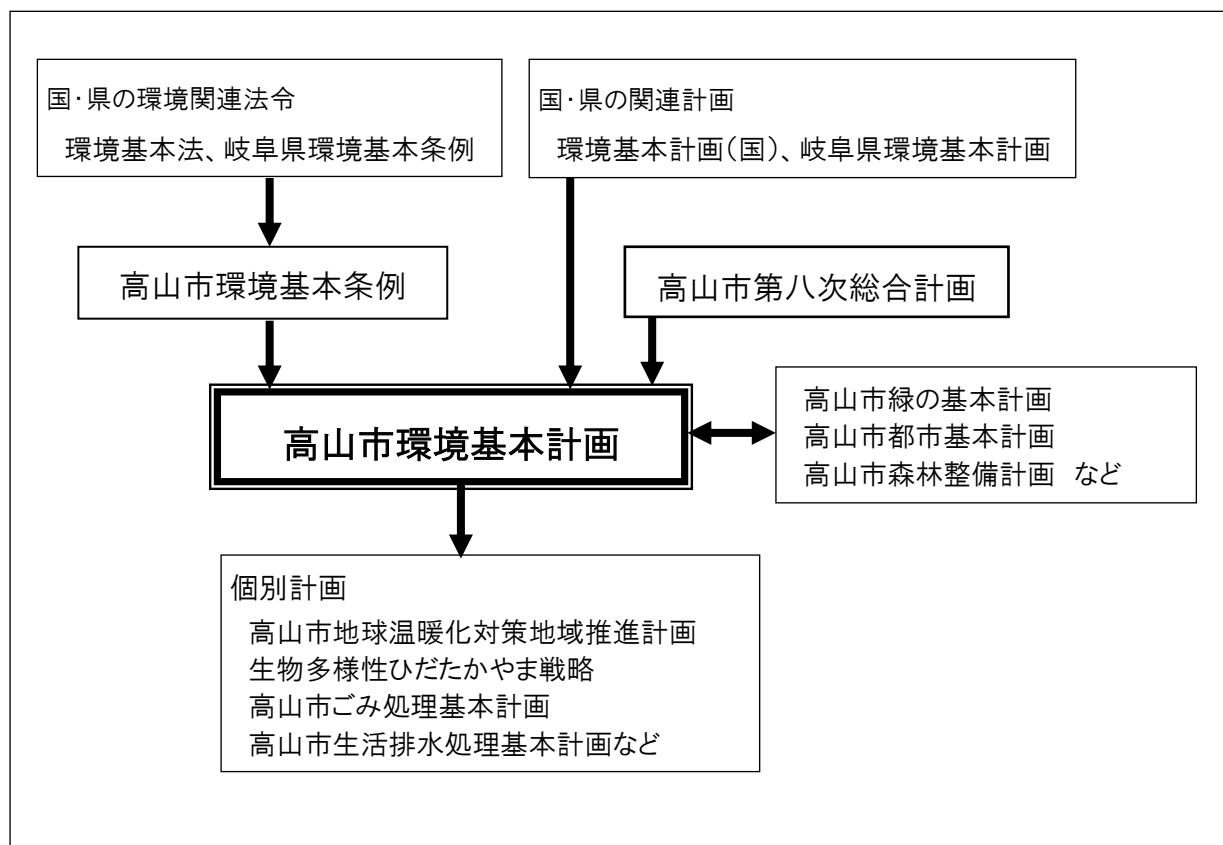 国・県の環境関連法令
環境基本法、岐阜県環境基本条例
国・県の関連計画
環境基本計画(国)、岐阜県環境基本計画
高山市環境基本条例
高山市第八次総合計画
高山市環境基本計画
高山市緑の基本計画
高山市都市基本計画
高山市森林整備計画 など
個別計画
高山市地球温暖化対策地域推進計画
生物多様性ひだたかやま戦略
高山市ごみ処理基本計画
高山市生活排水処理基本計画など